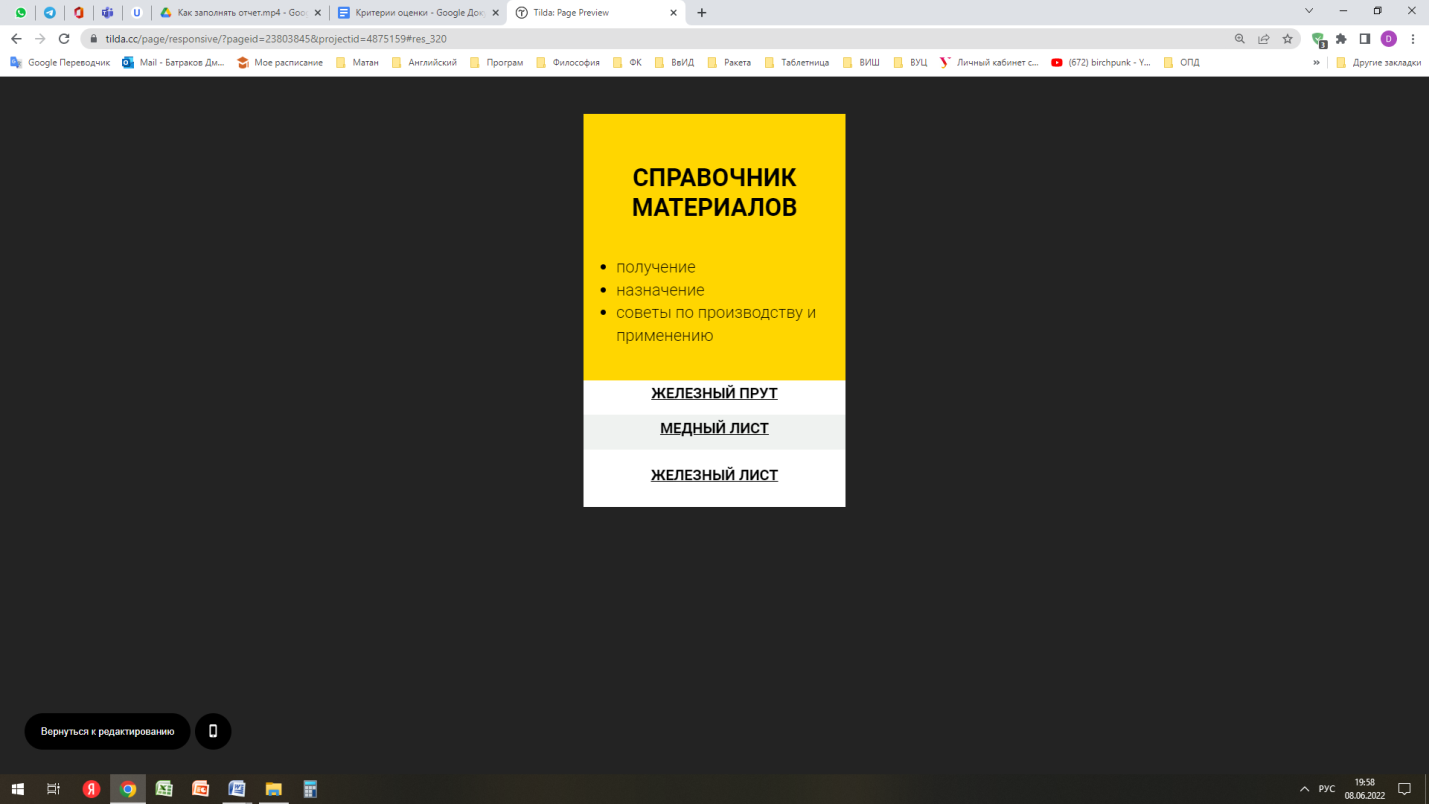 Как заполнять отчет.mp4 - Goo
Критерии оценки - Google Док
Tilda: Page Preview
tilda.cc/page/responsive/?pageid=23803845&projectid=4875159#res_320
3
D
Google Переводчик
Mail - Батраков Дм...
Мое расписание
Матан
Английский
Програм
Философия
ФК
ВвИД
Ракета
Таблетница
ВИШ
ВУЦ
Личный кабинет с...
(672) birchpunk - Y...
ОПД
»
Другие закладки
СПРАВОЧНИК
МАТЕРИАЛОВ
• получение
• назначение
• советы по производству и
применению
ЖЕЛЕЗНЫЙ ПРУТ
МЕДНЫЙ ЛИСТ
ЖЕЛЕЗНЫЙ ЛИСТ
Вернуться к редактированию
РУС
19:58
08.06.2022